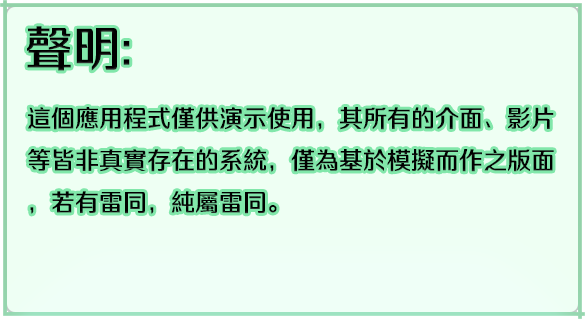 聲明:
這個應用程式僅供演示使用，其所有的介面、影片
等皆非真實存在的系統，僅為基於模擬而作之版面
，若有雷同，純屬雷同。